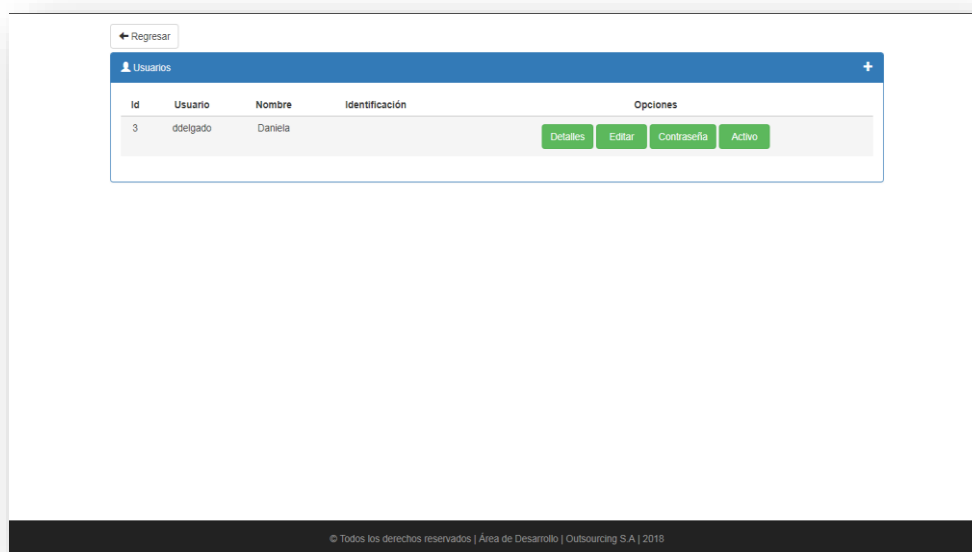 Regresar
Usuarios
Id Usuario Nombre Identificación Opciones
3 ddelgado Daniela Detalles Editar Contraseña Activo
© Todos los derechos reservados | Área de Desarrollo | Outsourcing S.A | 2018